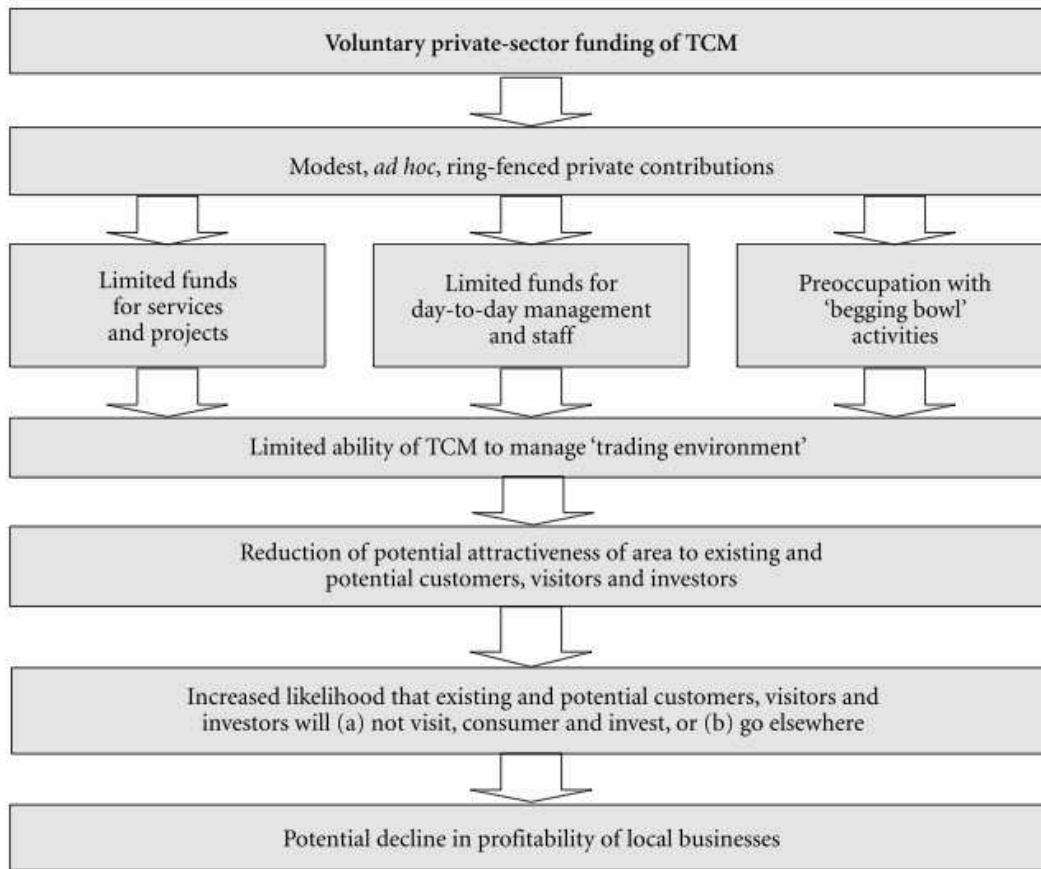 Voluntary private-sector funding of TCM
Modest, ad hoc, ring-fenced private contributions
Limited funds
for services
and projects
Limited funds for
day-to-day management
and staff
Preoccupation with
‘begging bowl’
activities
Limited ability of TCM to manage ‘trading environment’
Reduction of potential attractiveness of area to existing and
potential customers, visitors and investors
Increased likelihood that existing and potential customers, visitors and
investors will (a) not visit, consumer and invest, or (b) go elsewhere
Potential decline in profitability of local businesses